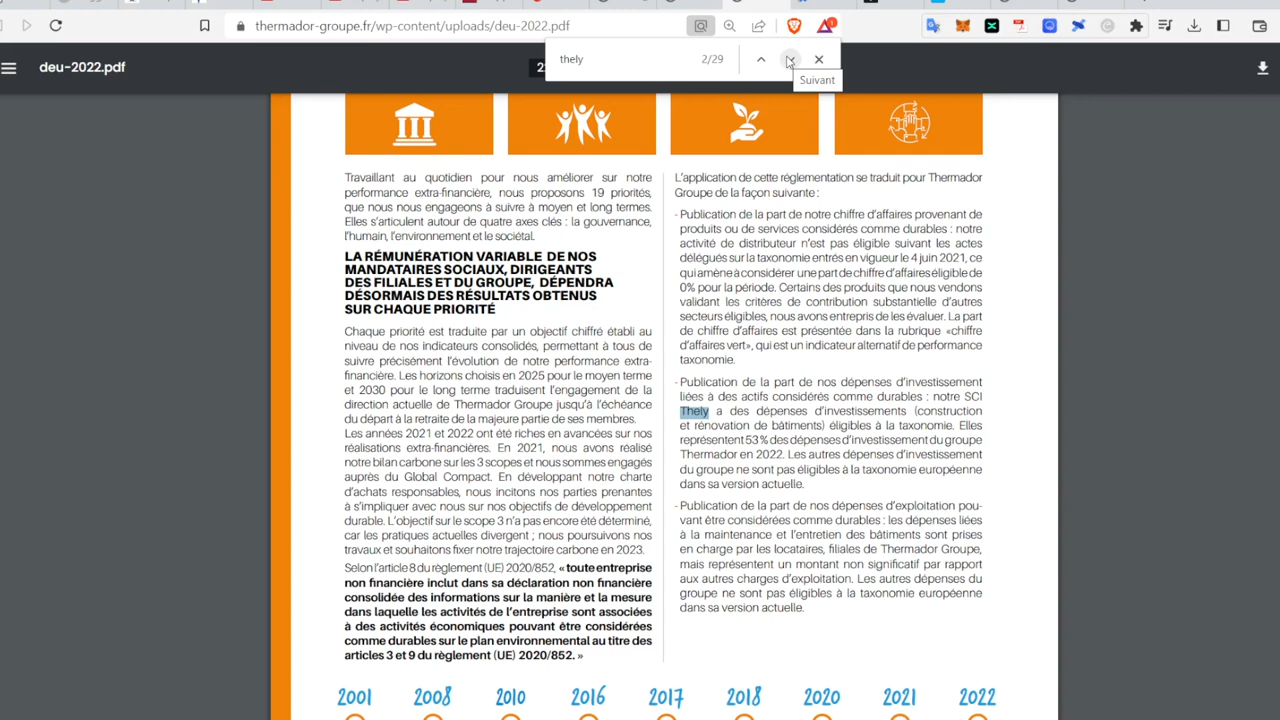 thermador-groupe.fr/wp-content/uploads/deu-2022.pdf
1
thely
2/29
Suivant
deu-2022.pdf
Travaillant au quotidien pour nous améliorer sur notre
performance extra-financière, nous proposons 19 priorités,
que nous nous engageons à suivre à moyen et long termes.
Elles s'articulent autour de quatre axes clés : la gouvernance,
l'humain, l'environnement et le sociétal.
LA RÉMUNÉRATION VARIABLE DE NOS
MANDATAIRES SOCIAUX, DIRIGEANTS
DES FILIALES ET DU GROUPE, DÉPENDRA
DÉSORMAIS DES RÉSULTATS OBTENUS
SUR CHAQUE PRIORITÉ
Chaque priorité est traduite par un objectif chiffré établi au
niveau de nos indicateurs consolidés, permettant à tous de
suivre précisément l'évolution de notre performance extra-
financière. Les horizons choisis en 2025 pour le moyen terme
et 2030 pour le long terme traduisent l'engagement de la
direction actuelle de Thermador Groupe jusqu'à l'échéance
du départ à la retraite de la majeure partie de ses membres.
Les années 2021 et 2022 ont été riches en avancées sur nos
réalisations extra-financières. En 2021, nous avons réalisé
notre bilan carbone sur les 3 scopes et nous sommes engagés
auprès du Global Compact. En développant notre charte
d'achats responsables, nous incitons nos parties prenantes
à s'impliquer avec nous sur nos objectifs de développement
durable. L'objectif sur le scope 3 n'a pas encore été déterminé,
car les pratiques actuelles divergent ; nous poursuivons nos
travaux et souhaitons fixer notre trajectoire carbone en 2023.
Selon l'article 8 du règlement (UE) 2020/852, « toute entreprise
non financière inclut dans sa déclaration non financière
consolidée des informations sur la manière et la mesure
dans laquelle les activités de l'entreprise sont associées
à des activités économiques pouvant être considérées
comme durables sur le plan environnemental au titre des
articles 3 et 9 du règlement (UE) 2020/852. »
L'application de cette réglementation se traduit pour Thermador
Groupe de la façon suivante :
- Publication de la part de notre chiffre d'affaires provenant de
produits ou de services considérés comme durables : notre
activité de distributeur n'est pas éligible suivant les actes
délégués sur la taxonomie entrés en vigueur le 4 juin 2021, ce
qui amène à considérer une part de chiffre d'affaires éligible de
0% pour la période. Certains des produits que nous vendons
validant les critères de contribution substantielle d'autres
secteurs éligibles, nous avons entrepris de les évaluer. La part
de chiffre d'affaires est présentée dans la rubrique «chiffre
d'affaires vert», qui est un indicateur alternatif de performance
taxonomie.
- Publication de la part de nos dépenses d'investissement
liées à des actifs considérés comme durables : notre SCI
Thely a des dépenses d'investissements (construction
et rénovation de bâtiments) éligibles à la taxonomie. Elles
représentent 53 % des dépenses d'investissement du groupe
Thermador en 2022. Les autres dépenses d'investissement
du groupe ne sont pas éligibles à la taxonomie européenne
dans sa version actuelle.
- Publication de la part de nos dépenses d'exploitation pou-
vant être considérées comme durables : les dépenses liées
à la maintenance et l'entretien des bâtiments sont prises
en charge par les locataires, filiales de Thermador Groupe,
mais représentent un montant non significatif par rapport
aux autres charges d'exploitation. Les autres dépenses du
groupe ne sont pas éligibles à la taxonomie européenne
dans sa version actuelle.
2001 2008 2010 2016 2017 2018 2020 2021 2022